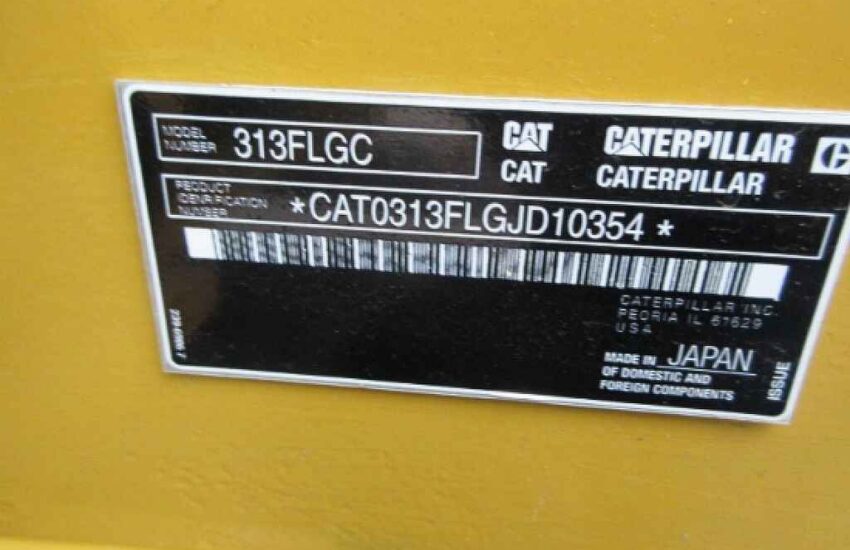 MODEL
NUMBER
313FLGC
CAT CATERPILLAR C
CAT CATERPILLAR
PRODUCT
IDENTIFICATION
NUMBER
*CAT0313FLGJD10354*
CATERPILLAR INC.
PEORIA IL 61629
USA
MADE IN JAPAN
OF DOMESTIC AND
FOREIGN COMPONENTS
ISSUE